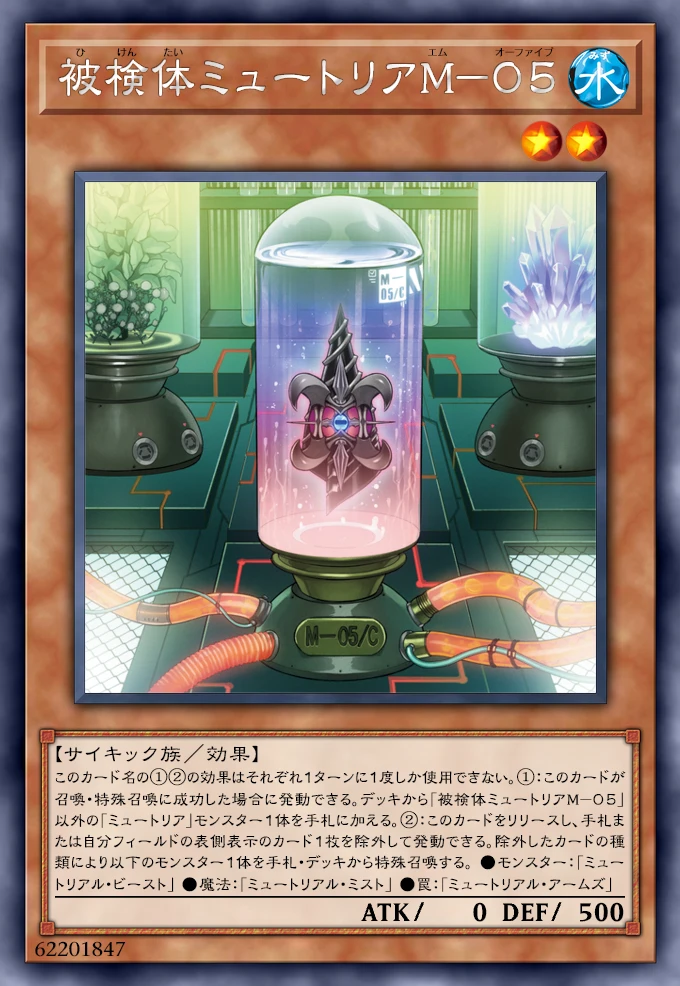 ひ けん たい エム オーファイブ
被検体ミュートリアM−05
みず
水
M—
05/C
M−05/C
【サイキック族／効果】
このカード名の①②の効果はそれぞれ1ターンに1度しか使用できない。①：このカードが
召喚・特殊召喚に成功した場合に発動できる。デッキから「被検体ミュートリアM−05」
以外の「ミュートリア」モンスター1体を手札に加える。②：このカードをリリースし、手札ま
たは自分フィールドの表側表示のカード1枚を除外して発動できる。除外したカードの種
類により以下のモンスター1体を手札・デッキから特殊召喚する。●モンスター：「ミュー
トリアル・ビースト」●魔法：「ミュートリアル・ミスト」●罠：「ミュートリアル・アームズ」
ATK/ 0 DEF/ 500
62201847